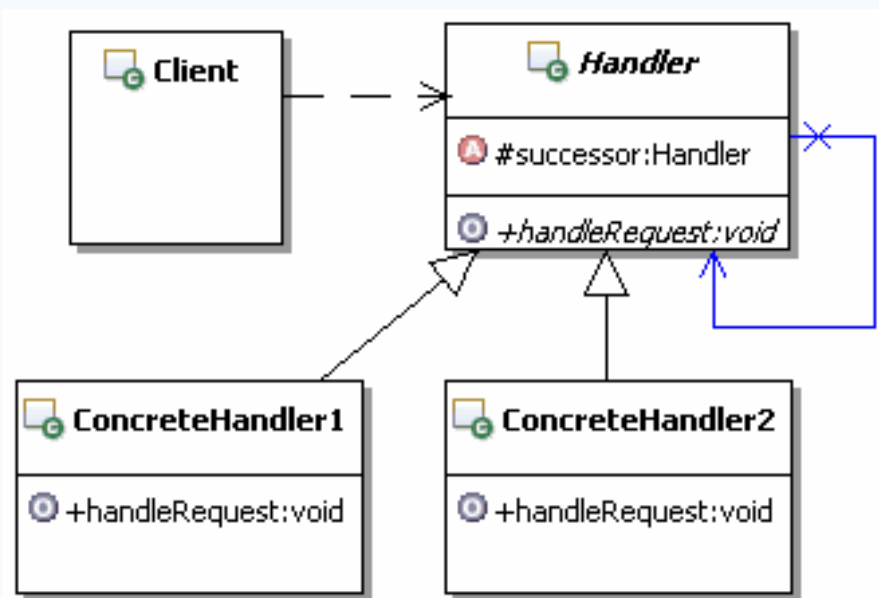 Client
Handler
#successor:Handler
+handleRequest:void
ConcreteHandler1
+handleRequest:void
ConcreteHandler2
+handleRequest:void